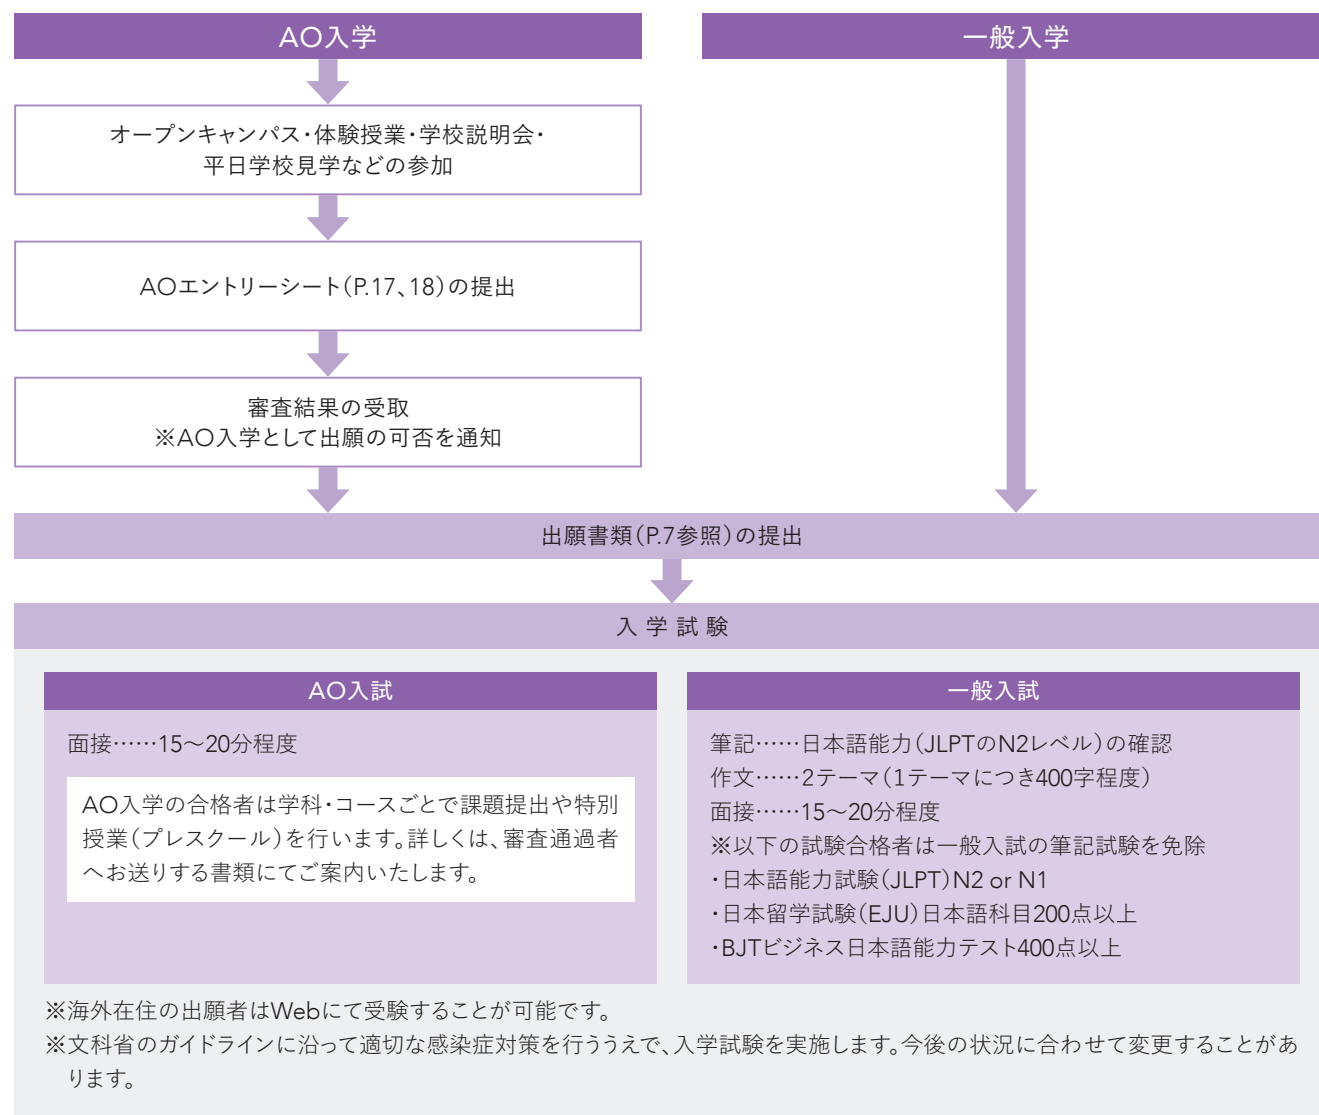 AO入学
オープンキャンパス・体験授業・学校説明会・
平日学校見学などの参加
AOエントリーシート(P.17、18)の提出
審査結果の受取
※AO入学として出願の可否を通知
一般入学
出願書類(P.7参照)の提出
入学試験
AO入試
面接……15〜20分程度
AO入学の合格者は学科・コースごとで課題提出や特別
授業(プレスクール)を行います。詳しくは、審査通過者
へお送りする書類にてご案内いたします。
一般入試
筆記……日本語能力(JLPTのN2レベル)の確認
作文……2テーマ(1テーマにつき400字程度)
面接……15〜20分程度
※以下の試験合格者は一般入試の筆記試験を免除
・日本語能力試験(JLPT)N2 or N1
・日本留学試験(EJU)日本語科目200点以上
・BJTビジネス日本語能力テスト400点以上
※海外在住の出願者はWebにて受験することが可能です。
※文科省のガイドラインに沿って適切な感染症対策を行ううえで、入学試験を実施します。今後の状況に合わせて変更することがあ
ります。